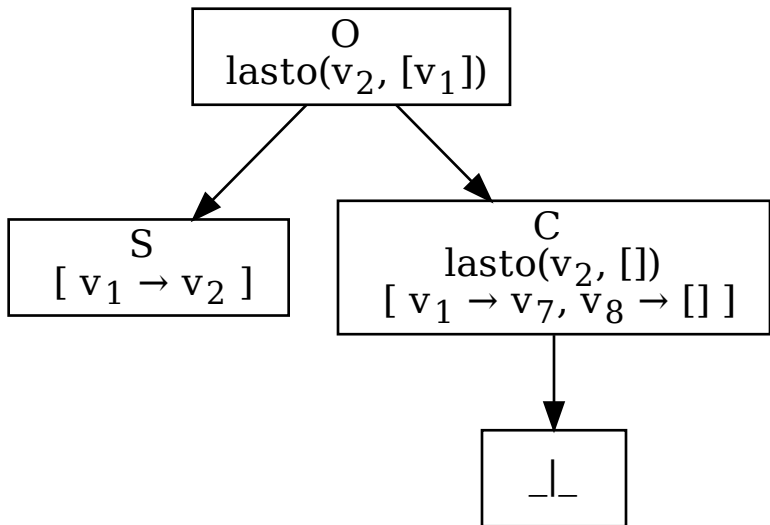 O
lasto(v₂, [v₁])
S
[ v₁ → v₂ ]
C
lasto(v₂, [])
[ v₁ → v₇, v₈ → [] ]
_|_